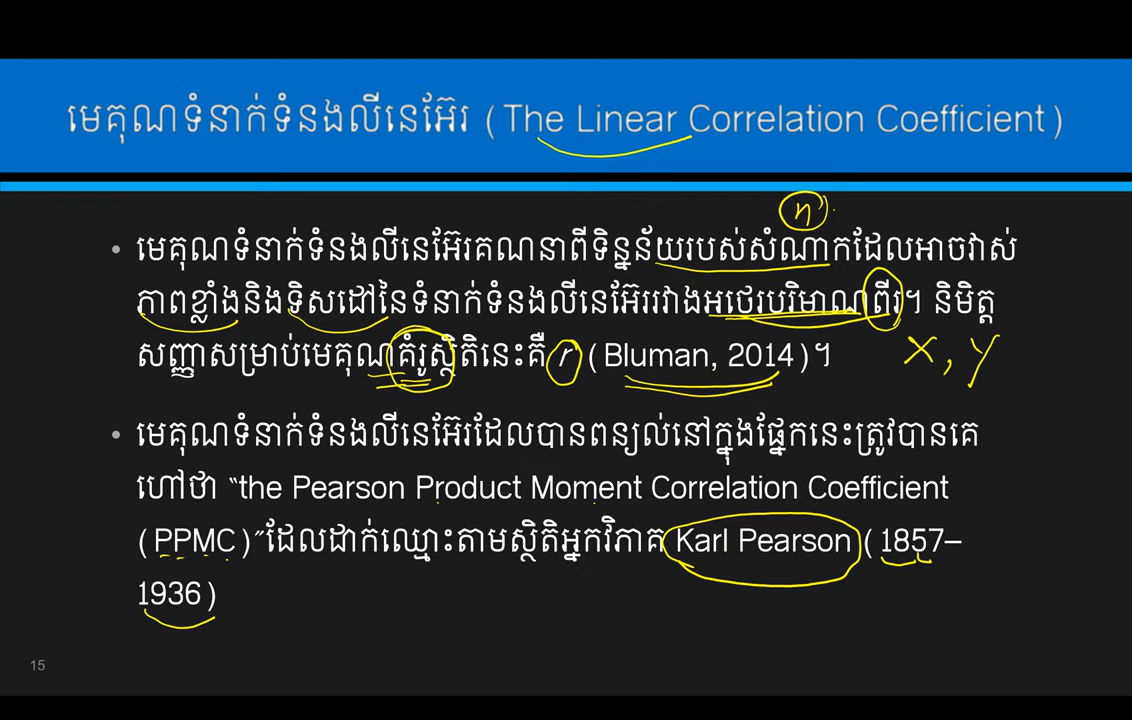 មេគុណទំនាក់ទំនងលីនេអ៊ែរ (The Linear Correlation Coefficient)
n
• មេគុណទំនាក់ទំនងលីនេអ៊ែរគណនាពីទិន្នន័យរបស់សំណាកដែលអាចវាស់
ភាពខ្លាំងនិងទិសដៅនៃទំនាក់ទំនងលីនេអ៊ែររវាងអថេរបរិមាណពីរ។ និមិត្ត
សញ្ញាសម្រាប់មេគុណគំរូស្ថិតិនេះគឺ r (Bluman, 2014)។
x, y
• មេគុណទំនាក់ទំនងលីនេអ៊ែរដែលបានពន្យល់នៅក្នុងផ្នែកនេះត្រូវបានគេ
ហៅថា “the Pearson Product Moment Correlation Coefficient
(PPMC)”ដែលដាក់ឈ្មោះតាមស្ថិតិអ្នកវិភាគ Karl Pearson (1857–
1936)
15